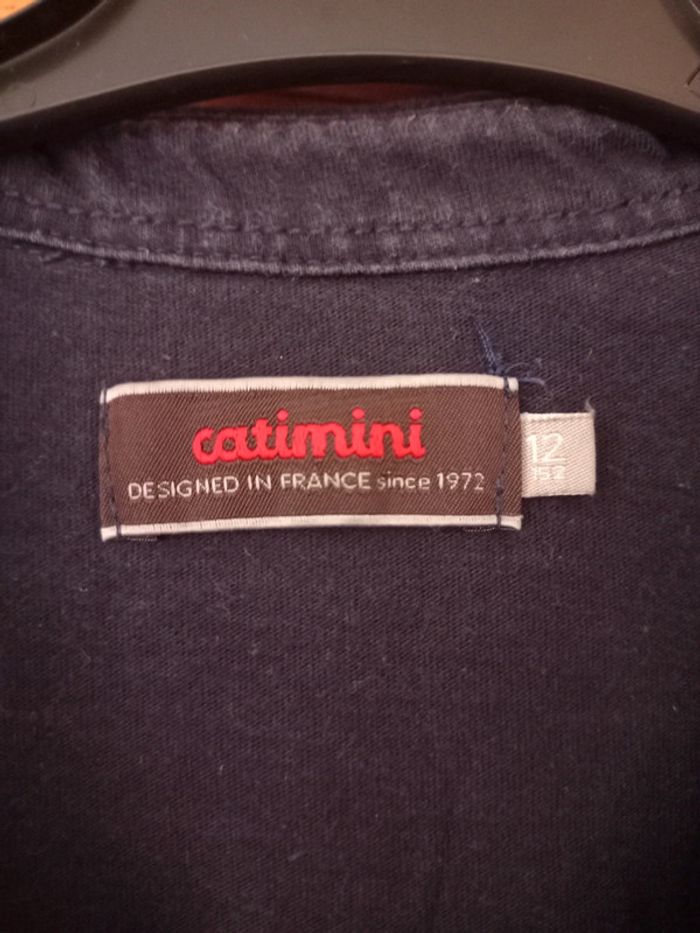 catimini
DESIGNED IN FRANCE since 1972
12
152